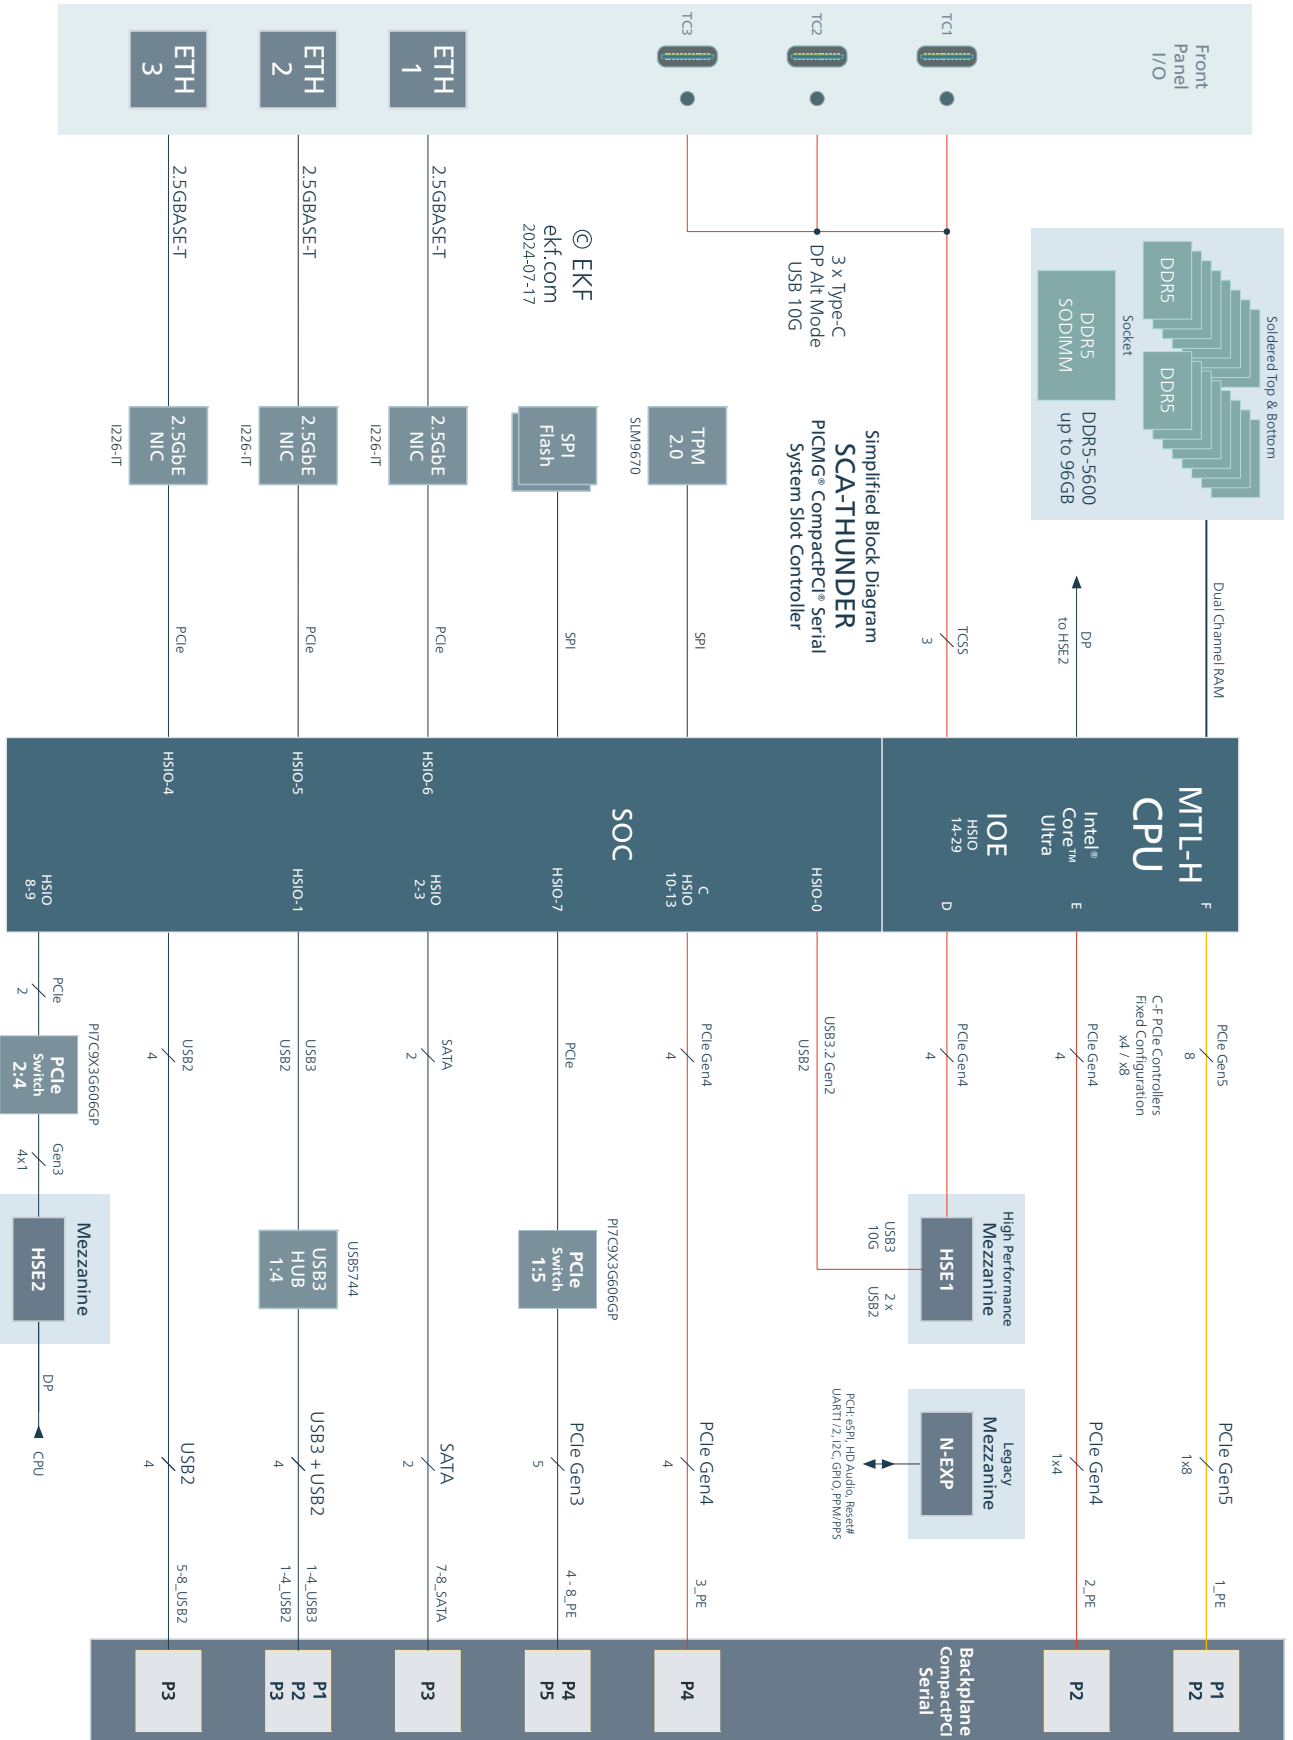 Front
Panel
I/O
TC1
TC2
TC3
ETH
1
ETH
2
ETH
3
Soldered Top & Bottom
DDR5
DDR5
Socket
DDR5
SODIMM
DDR5-5600
up to 96GB
3 x Type-C
DP Alt Mode
USB 10G
© EKF
ekf.com
2024-07-17
2.5GBASE-T
2.5GBASE-T
2.5GBASE-T
Simplified Block Diagram
SCA-THUNDER
PICMG® CompactPCI® Serial
System Slot Controller
TPM
2.0
SLM9670
SPI
Flash
2.5GbE
NIC
I226-IT
2.5GbE
NIC
I226-IT
2.5GbE
NIC
I226-IT
Dual Channel RAM
DP
to HSE2
TCSS
3
SPI
SPI
PCIe
PCIe
PCIe
MTL-H
CPU
Intel®
Core™
Ultra
IOE
HSIO
14-29
F
E
D
SOC
HSIO-0
C
HSIO
10-13
HSIO-7
HSIO-6
HSIO
2-3
HSIO-5
HSIO-1
HSIO-4
HSIO
8-9
PCIe Gen5
8
C-F PCIe Controllers
Fixed Configuration
x4 / x8
PCIe Gen4
4
PCIe Gen4
4
USB3.2 Gen2
USB2
PCIe Gen4
4
PCIe
SATA
2
USB3
USB2
USB2
4
PCIe
2
PI7C9X3G606GP
PCIe
Switch
2:4
Gen3
4x1
High Performance
Mezzanine
HSE1
USB3
10G
2 x
USB2
PI7C9X3G606GP
PCIe
Switch
1:5
USB5744
USB3
HUB
1:4
Mezzanine
HSE2
DP
CPU
Legacy
Mezzanine
N-EXP
PCH: eSPI, HD Audio, Reset#
UART1/2, I2C, GPIO, PPM/PPS
PCIe Gen5
1x8
PCIe Gen4
1x4
PCIe Gen4
4
PCIe Gen3
5
SATA
2
USB3 + USB2
4
USB2
4
1_PE
2_PE
3_PE
4 - 8_PE
7-8_SATA
1-4_USB3
1-4_USB2
5-8_USB2
Backplane
CompactPCI
Serial
P1
P2
P2
P4
P4
P5
P3
P1
P2
P3
P3